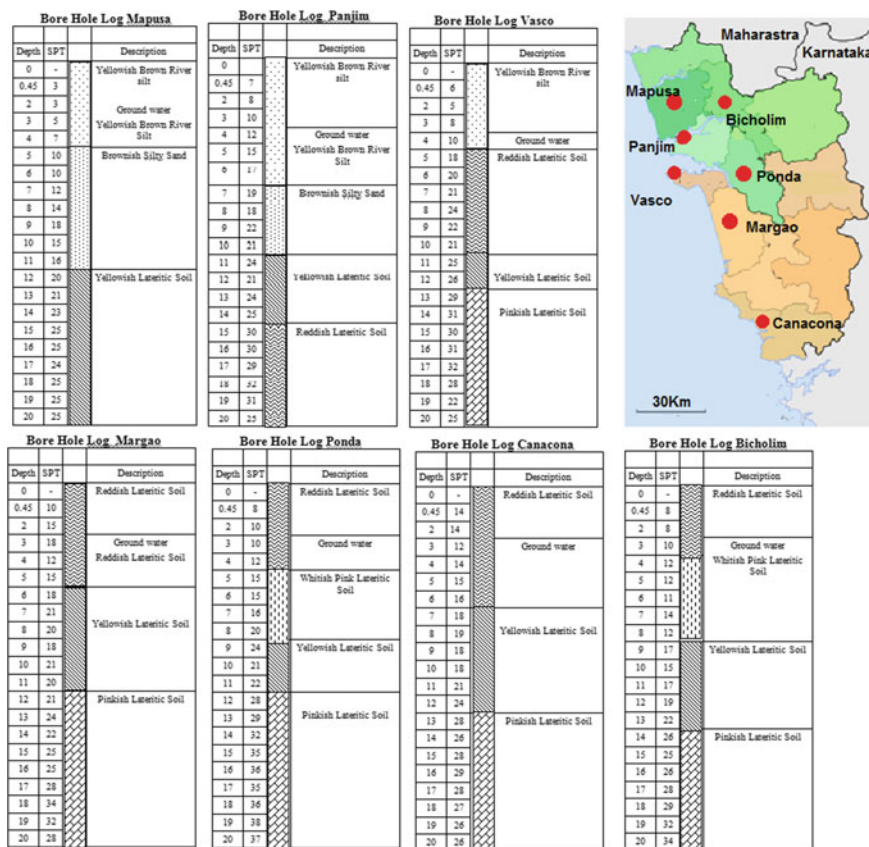 Bore Hole Log Mapusa
Depth SPT Description
0 - Yellowish Brown River
0.45 3 silt
2 3 Ground water
3 5 Yellowish Brown River
4 7 Silt
5 10 Brownish Silty Sand
6 10
7 12
8 14
9 18
10 15
11 16
12 20 Yellowish Lateritic Soil
13 21
14 23
15 25
16 25
17 24
18 25
19 25
20 25
Bore Hole Log Panjim
Depth SPT Description
0 Yellowish Brown River
0.45 7 silt
2 8
3 10
4 12 Ground water
5 15 Yellowish Brown River
6 17 Silt
7 19 Brownish Silty Sand
8 18
9 22
10 21
11 24
12 21 Yellowish Lateritic Soil
13 24
14 25
15 30 Reddish Lateritic Soil
16 30
17 29
18 32
19 31
20 25
Bore Hole Log Vasco
Depth SPT Description
0 - Yellowish Brown River
0.45 6 silt
2 5
3 8
4 10 Ground water
5 18 Reddish Lateritic Soil
6 20
7 21
8 24
9 22
10 21
11 25
12 26 Yellowish Lateritic Soil
13 29
14 31 Pinkish Lateritic Soil
15 30
16 31
17 32
18 28
19 22
20 25
Maharastra
Karnataka
Mapusa
Bicholim
Panjim
Ponda
Vasco
Margao
Canacona
30Km
Bore Hole Log Margao
Depth SPT Description
0 - Reddish Lateritic Soil
0.45 10
2 15
3 18 Ground water
4 12 Reddish Lateritic Soil
5 15
6 18
7 21
8 20 Yellowish Lateritic Soil
9 18
10 21
11 20
12 21 Pinkish Lateritic Soil
13 24
14 22
15 25
16 25
17 28
18 34
19 32
20 28
Bore Hole Log Ponda
Depth SPT Description
0 - Reddish Lateritic Soil
0.45 8
2 10
3 10 Ground water
4 12
5 15 Whitish Pink Lateritic
6 15 Soil
7 16
8 20
9 24 Yellowish Lateritic Soil
10 21
11 22
12 28
13 29 Pinkish Lateritic Soil
14 32
15 35
16 36
17 35
18 36
19 38
20 37
Bore Hole Log Canacona
Depth SPT Description
0 - Reddish Lateritic Soil
0.45 14
2 14
3 12 Ground water
4 14
5 15
6 16
7 18
8 19 Yellowish Lateritic Soil
9 18
10 18
11 21
12 24
13 28 Pinkish Lateritic Soil
14 26
15 28
16 29
17 28
18 27
19 26
20 26
Bore Hole Log Bicholim
Depth SPT Description
0 - Reddish Lateritic Soil
0.45 8
2 8
3 10 Ground water
4 12 Whitish Pink Lateritic
5 12 Soil
6 11
7 14
8 12
9 17 Yellowish Lateritic Soil
10 15
11 17
12 19
13 22
14 26 Pinkish Lateritic Soil
15 25
16 26
17 28
18 29
19 32
20 34